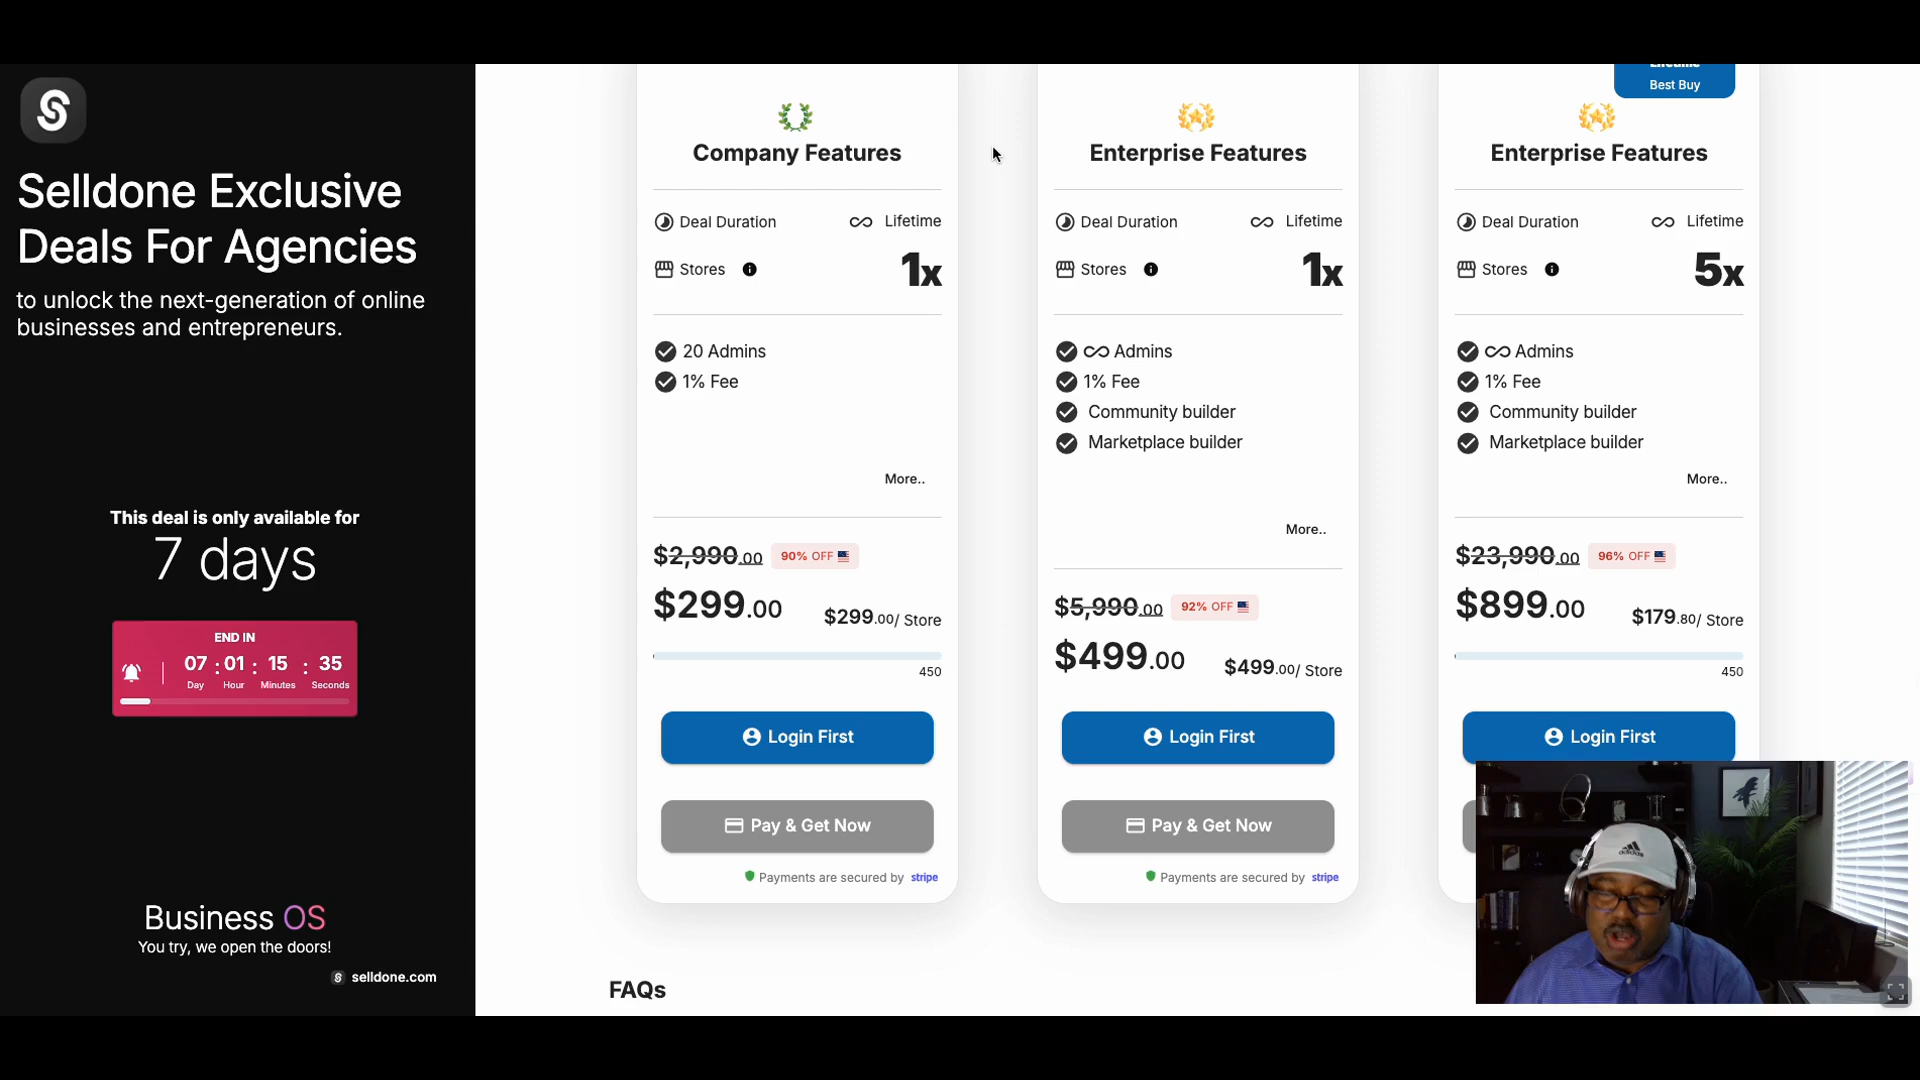 Selldone Exclusive
Deals For Agencies
to unlock the next-generation of online
businesses and entrepreneurs.
This deal is only available for
7 days
END IN
07 : 01 : 15 : 35
Day Hour Minutes Seconds
Business OS
You try, we open the doors!
selldone.com
Company Features
Deal Duration
Lifetime
Stores
1x
20 Admins
1% Fee
More..
$2,990.00
90% OFF
$299.00
$299.00/ Store
450
Login First
Pay & Get Now
Payments are secured by stripe
Enterprise Features
Deal Duration
Lifetime
Stores
1x
∞ Admins
1% Fee
Community builder
Marketplace builder
More..
$5,990.00
92% OFF
$499.00
$499.00/ Store
Login First
Pay & Get Now
Payments are secured by stripe
Lifetime
Best Buy
Enterprise Features
Deal Duration
Lifetime
Stores
5x
∞ Admins
1% Fee
Community builder
Marketplace builder
More..
$23,990.00
96% OFF
$899.00
$179.80/ Store
450
Login First
FAQs